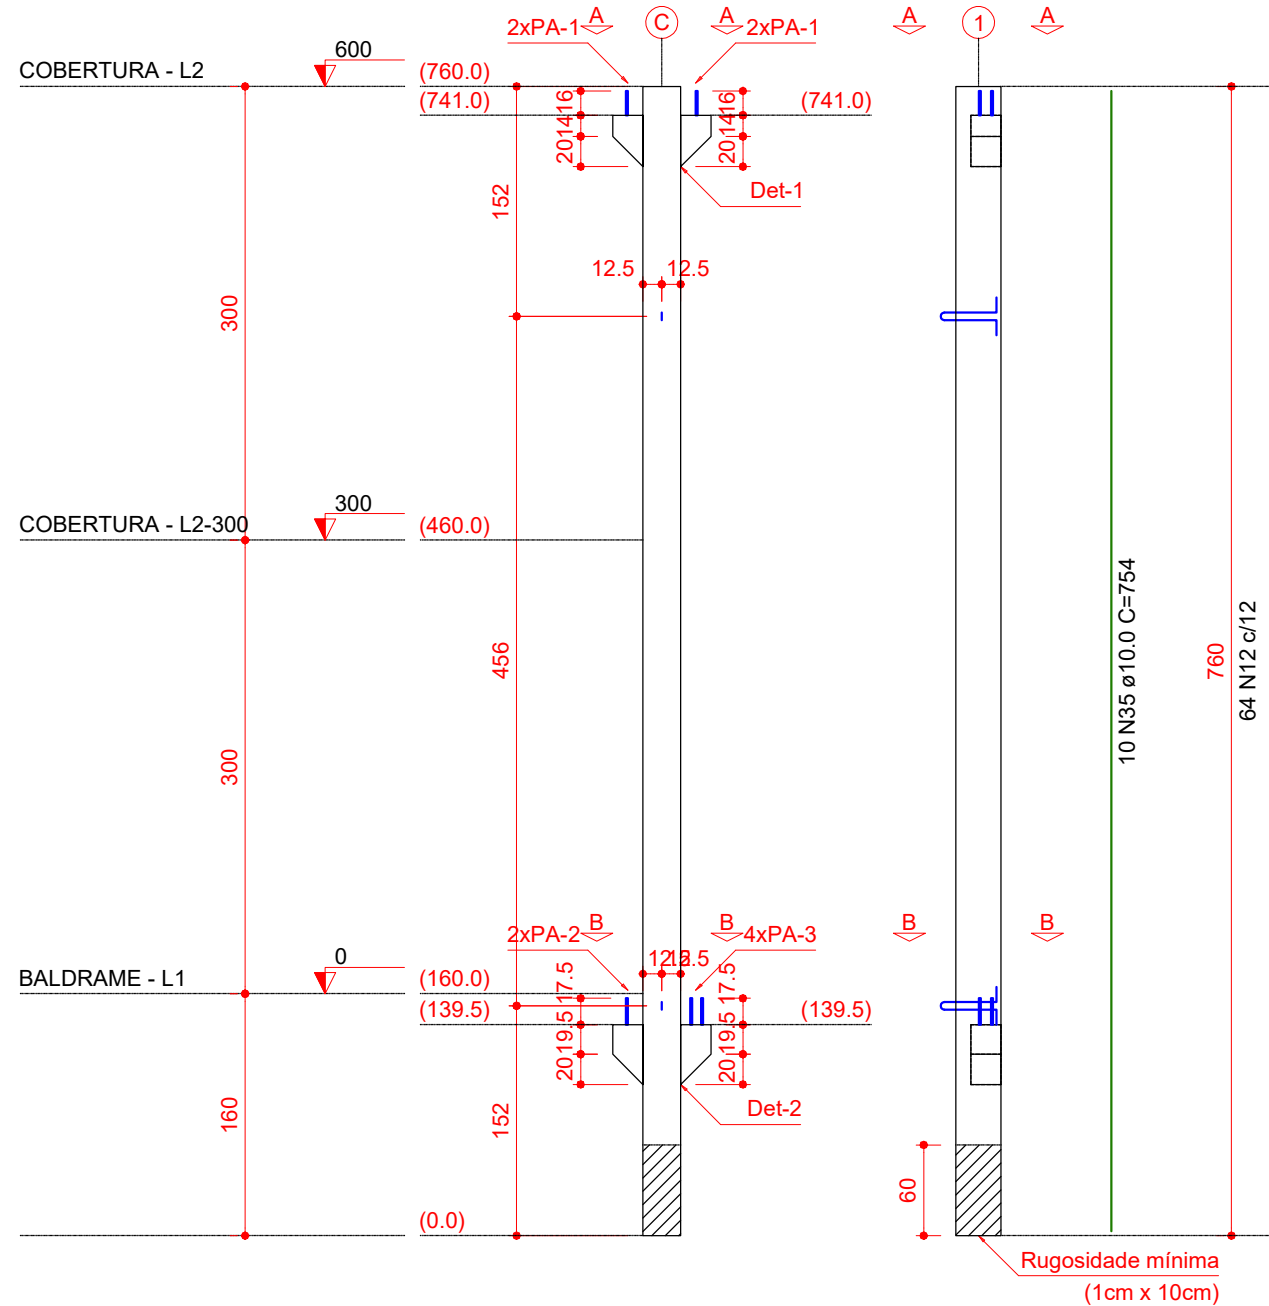 A
C
A
A
1
A
2xPA-1
2xPA-1
COBERTURA - L2
600
(760.0)
(741.0)
(741.0)
16
14
20
16
14
20
Det-1
152
12.5
12.5
300
COBERTURA - L2-300
300
(460.0)
10 N35 ø10.0 C=754
760
64 N12 c/12
456
300
B
B
B
B
2xPA-2
4xPA-3
12.5
12.5
BALDRAME - L1
0
(160.0)
(139.5)
(139.5)
17.5
19.5
20
17.5
19.5
20
Det-2
160
152
60
(0.0)
Rugosidade mínima
(1cm x 10cm)